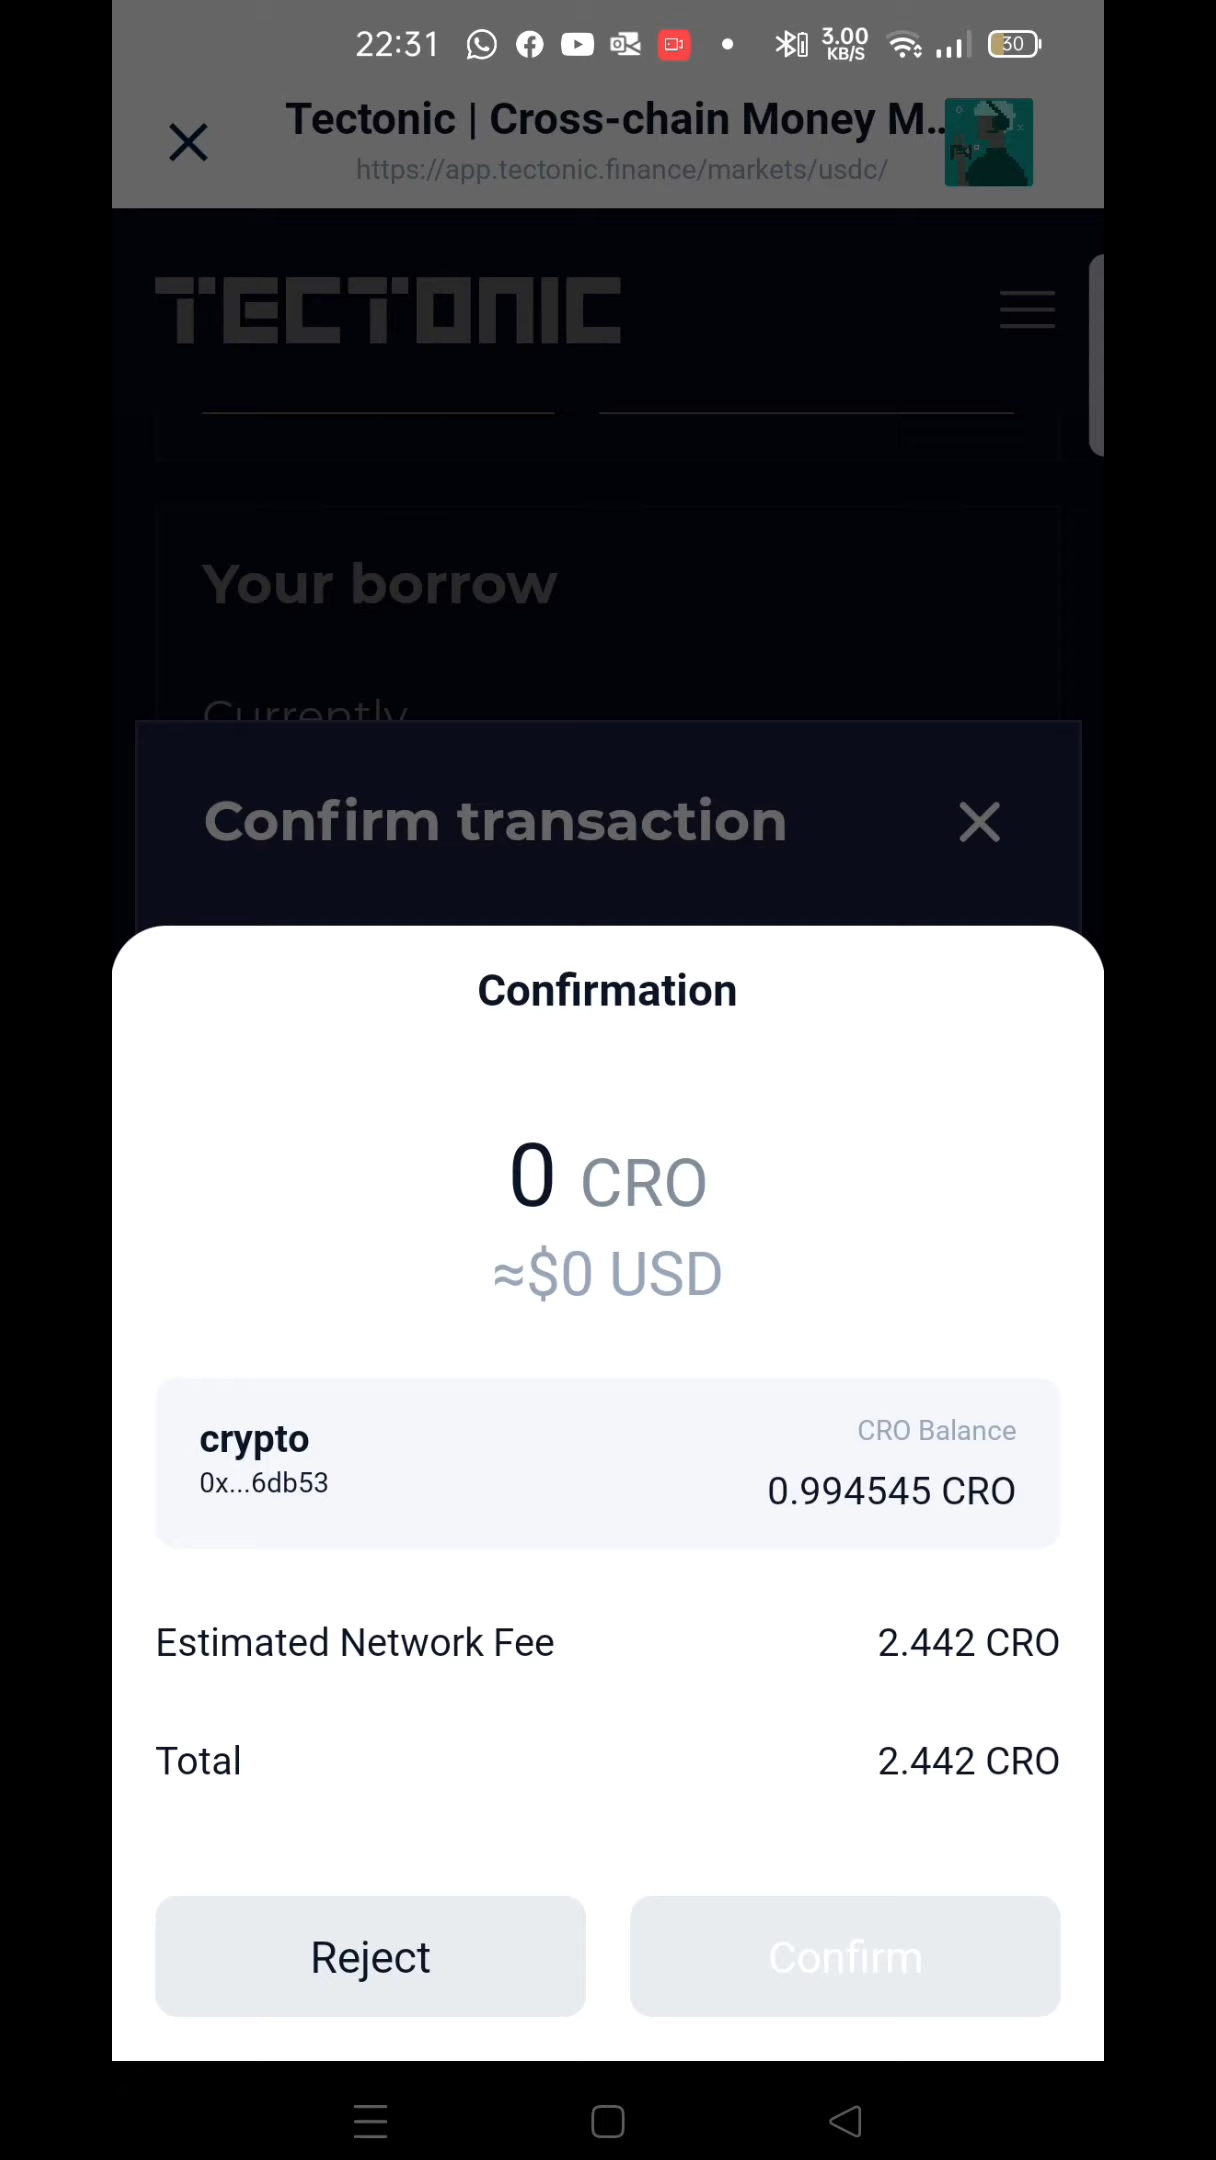 22:31
3.00
KB/S
30
Tectonic | Cross-chain Money M...
https://app.tectonic.finance/markets/usdc/
TECTONIC
Your borrow
Currently
Confirm transaction
Confirmation
0 CRO
≈$0 USD
crypto
CRO Balance
0x...6db53
0.994545 CRO
Estimated Network Fee
2.442 CRO
Total
2.442 CRO
Reject
Confirm